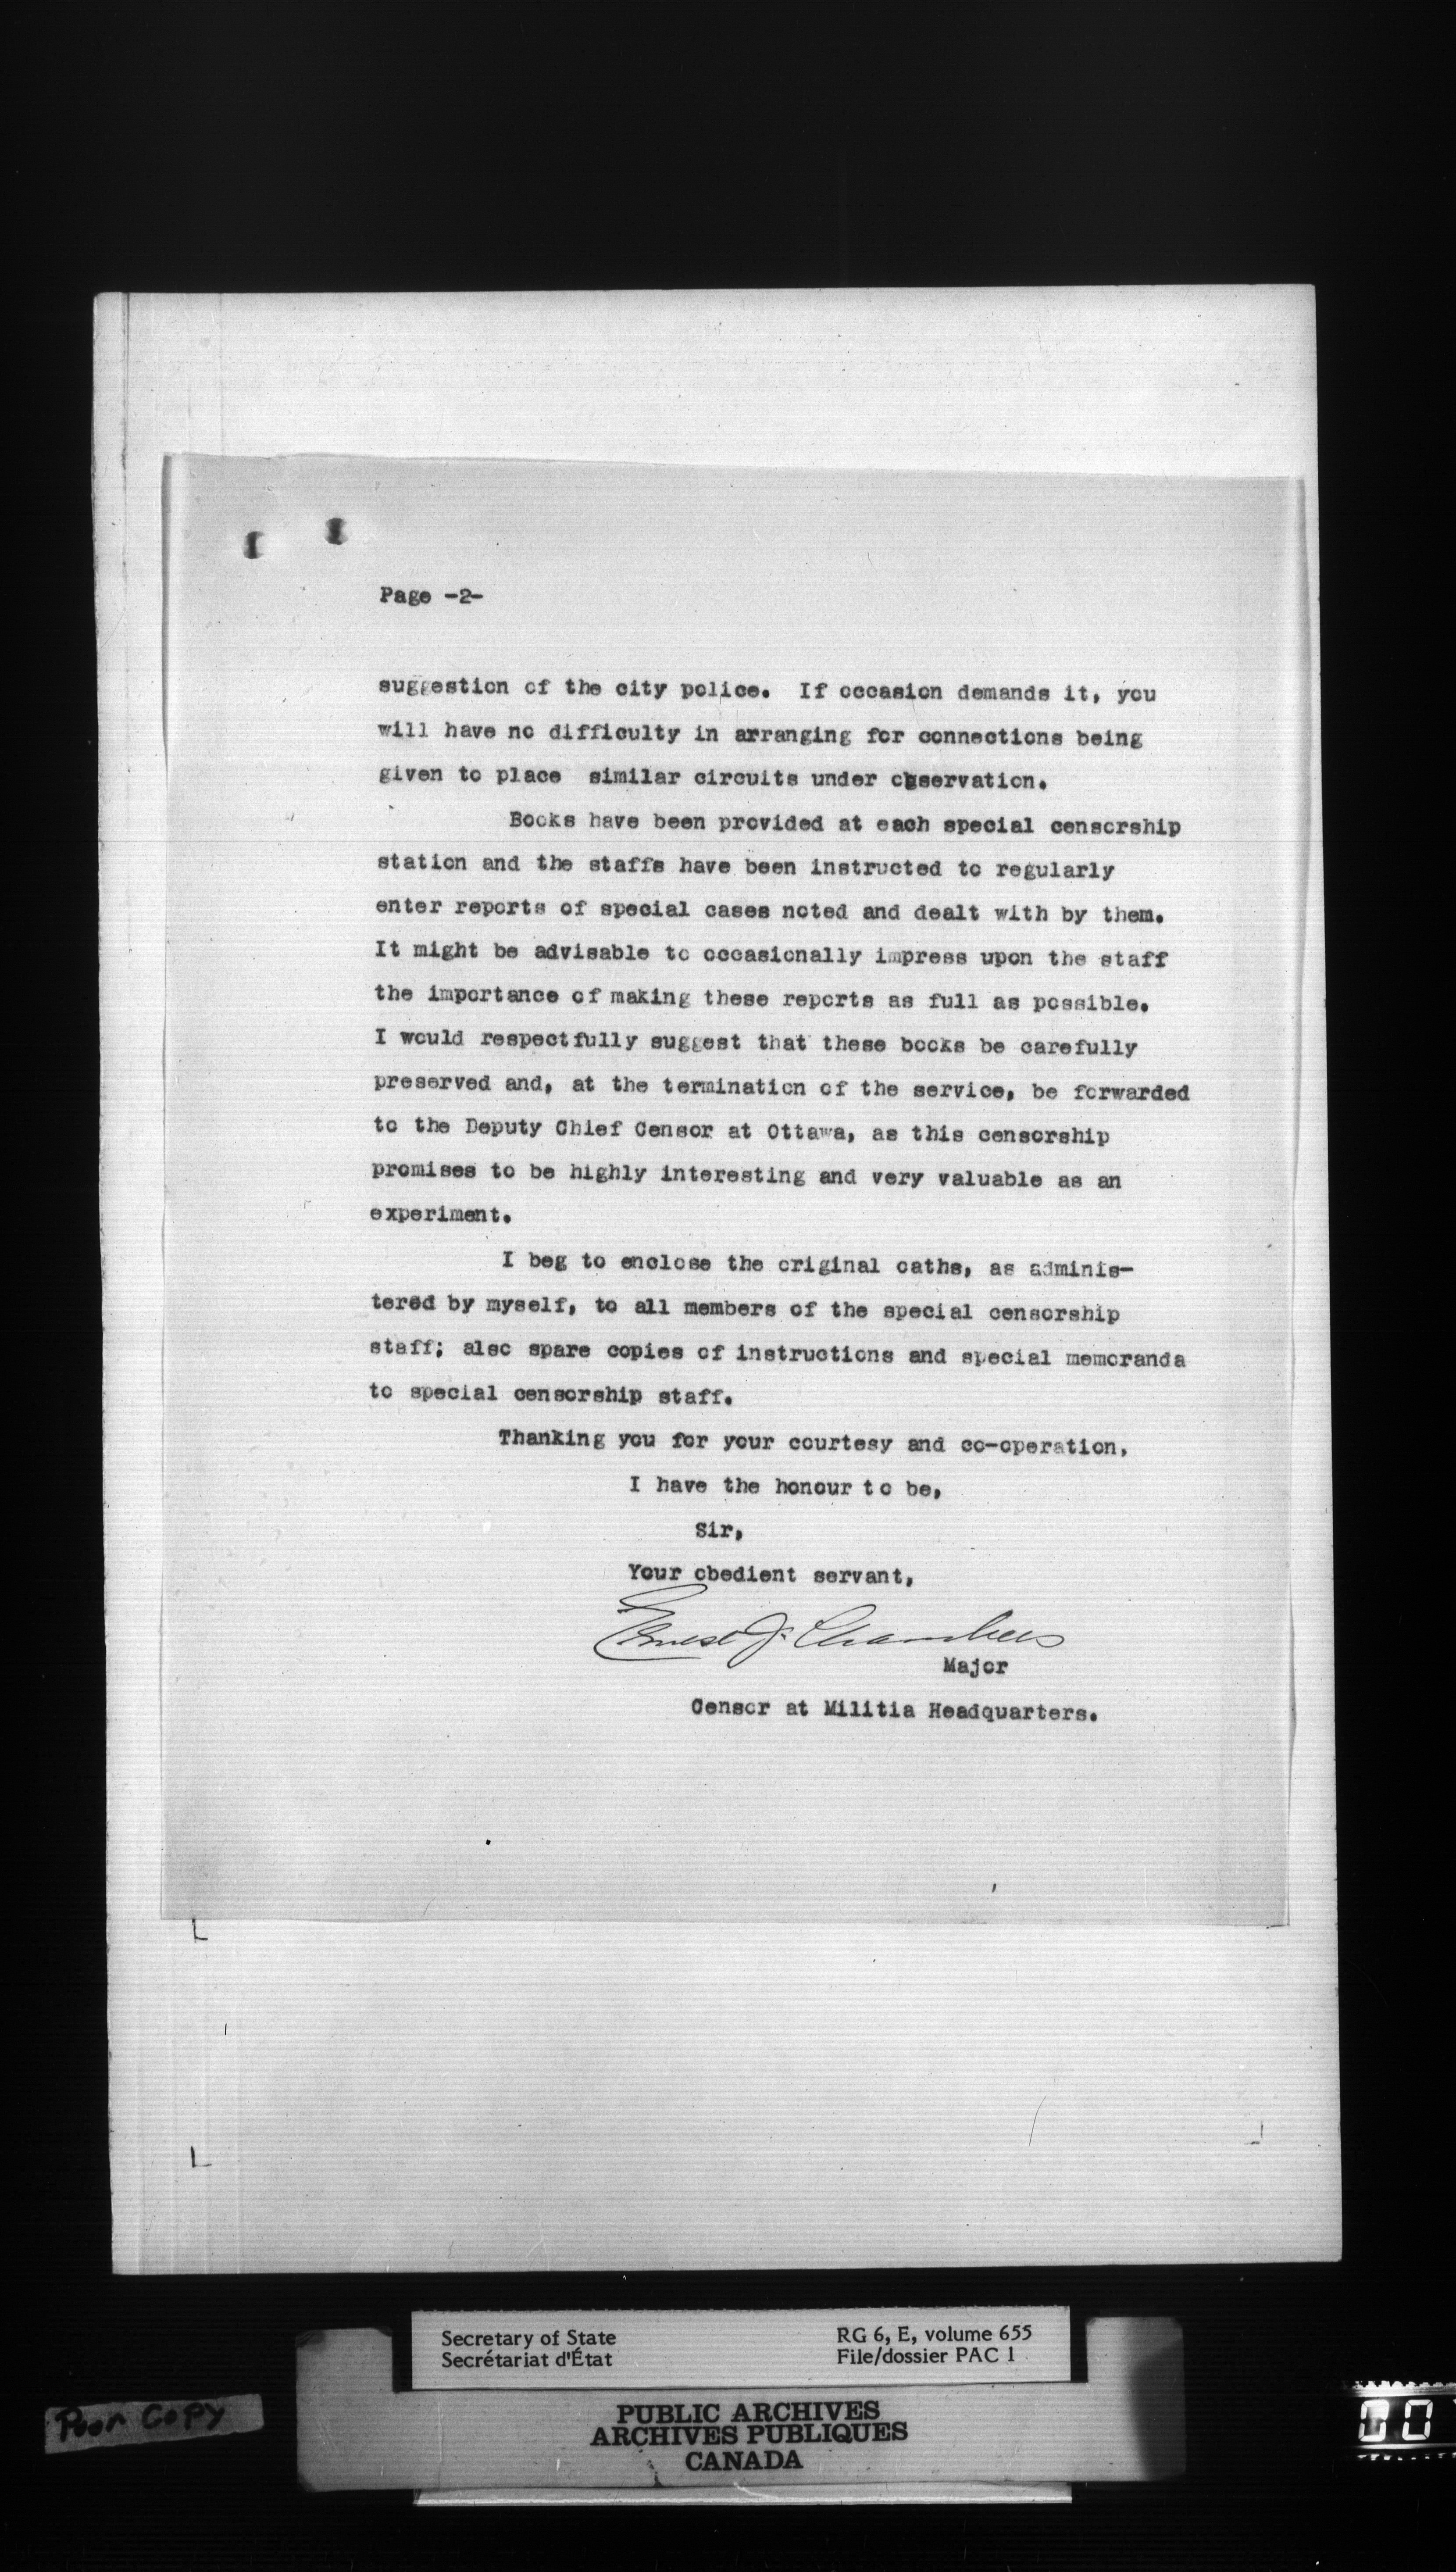 Page -2-
suggestion of the city police. If occasion demands it, you
will have no difficulty in arranging for connections being
given to place similar circuits under observation.
Books have been provided at each special censorship
station and the staffs have been instructed to regularly
enter reports of special cases noted and dealt with by them.
It might be advisable to occasionally impress upon the staff
the importance of making these reports as full as possible.
I would respectfully suggest that these books be carefully
preserved and, at the termination of the service, be forwarded
to the Deputy Chief Censor at Ottawa, as this censorship
promises to be highly interesting and very valuable as an
experiment.
I beg to enclose the original oaths, as adminis-
tered by myself, to all members of the special censorship
staff; also spare copies of instructions and special memoranda
to special censorship staff.
Thanking you for your courtesy and co-operation,
I have the honour to be,
Sir,
Your obedient servant,
Ernest J. Chambers
Major
Censor at Militia Headquarters.
Secretary of State
Secrétariat d'État
RG 6, E, volume 655
File/dossier PAC 1
Poor Copy
PUBLIC ARCHIVES
ARCHIVES PUBLIQUES
CANADA